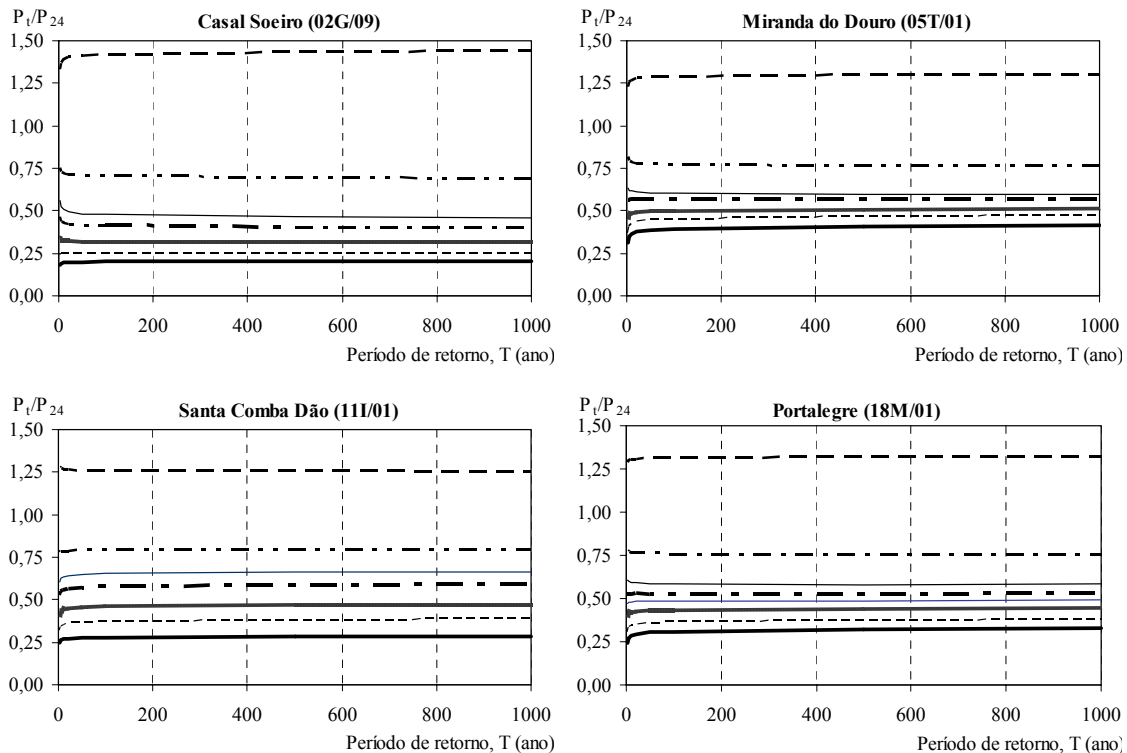 Pt/P24
Casal Soeiro (02G/09)
1,50
1,25
1,00
0,75
0,50
0,25
0,00
0 200 400 600 800 1000
Período de retorno, T (ano)
Pt/P24
Miranda do Douro (05T/01)
1,50
1,25
1,00
0,75
0,50
0,25
0,00
0 200 400 600 800 1000
Período de retorno, T (ano)
Pt/P24
Santa Comba Dão (11I/01)
1,50
1,25
1,00
0,75
0,50
0,25
0,00
0 200 400 600 800 1000
Período de retorno, T (ano)
Pt/P24
Portalegre (18M/01)
1,50
1,25
1,00
0,75
0,50
0,25
0,00
0 200 400 600 800 1000
Período de retorno, T (ano)